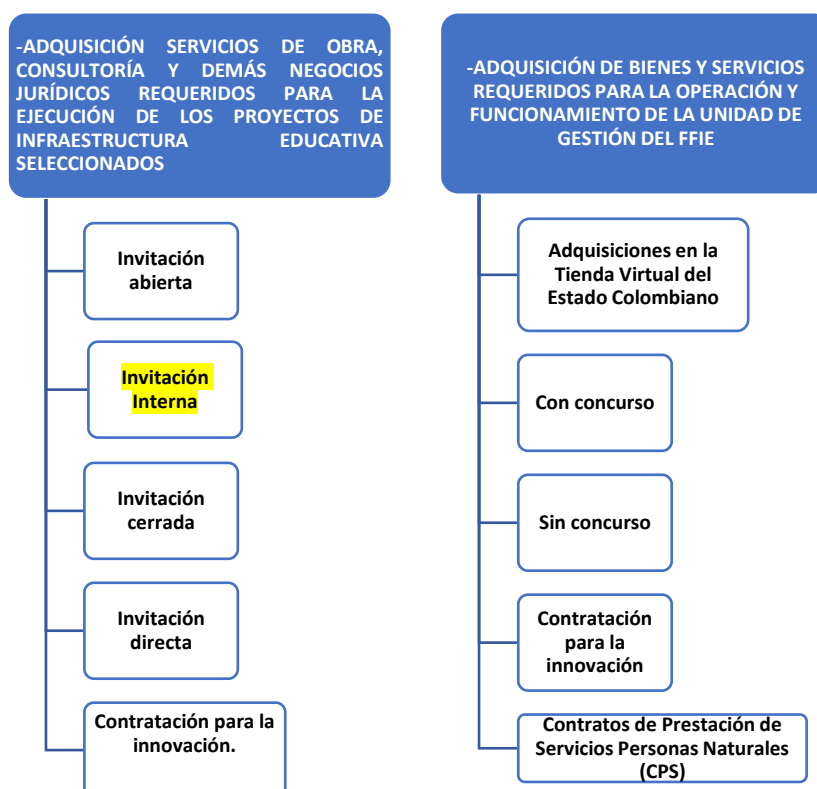 -ADQUISICIÓN SERVICIOS DE OBRA,
CONSULTORÍA Y DEMÁS NEGOCIOS
JURÍDICOS REQUERIDOS PARA LA
EJECUCIÓN DE LOS PROYECTOS DE
INFRAESTRUCTURA EDUCATIVA
SELECCIONADOS
Invitación
abierta
Invitación
Interna
Invitación
cerrada
Invitación
directa
Contratación para la
innovación.
-ADQUISICIÓN DE BIENES Y SERVICIOS
REQUERIDOS PARA LA OPERACIÓN Y
FUNCIONAMIENTO DE LA UNIDAD DE
GESTIÓN DEL FFIE
Adquisiciones en la
Tienda Virtual del
Estado Colombiano
Con concurso
Sin concurso
Contratación
para la
innovación
Contratos de Prestación de
Servicios Personas Naturales
(CPS)